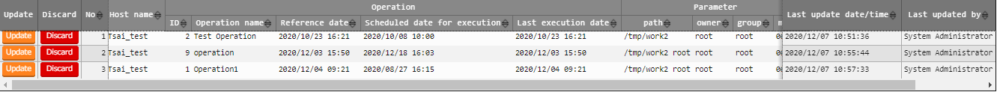 Update Discard No Host name Operation Parameter Last update date/time Last updated by
ID Operation name Reference date Scheduled date for execution Last execution date path owner group
Update Discard 1 Tsai_test 2 Test Operation 2020/10/23 16:21 2020/10/08 10:00 2020/10/23 16:21 /tmp/work2 root root 2020/12/07 10:51:36 System Administrator
Update Discard 2 Tsai_test 9 operation 2020/12/03 15:50 2020/12/18 16:03 2020/12/03 15:50 /tmp/work2 root root root 2020/12/07 10:55:44 System Administrator
Update Discard 3 Tsai_test 1 Operation1 2020/12/04 09:21 2020/08/27 16:15 2020/12/04 09:21 /tmp/work2 root root root 2020/12/07 10:57:33 System Administrator